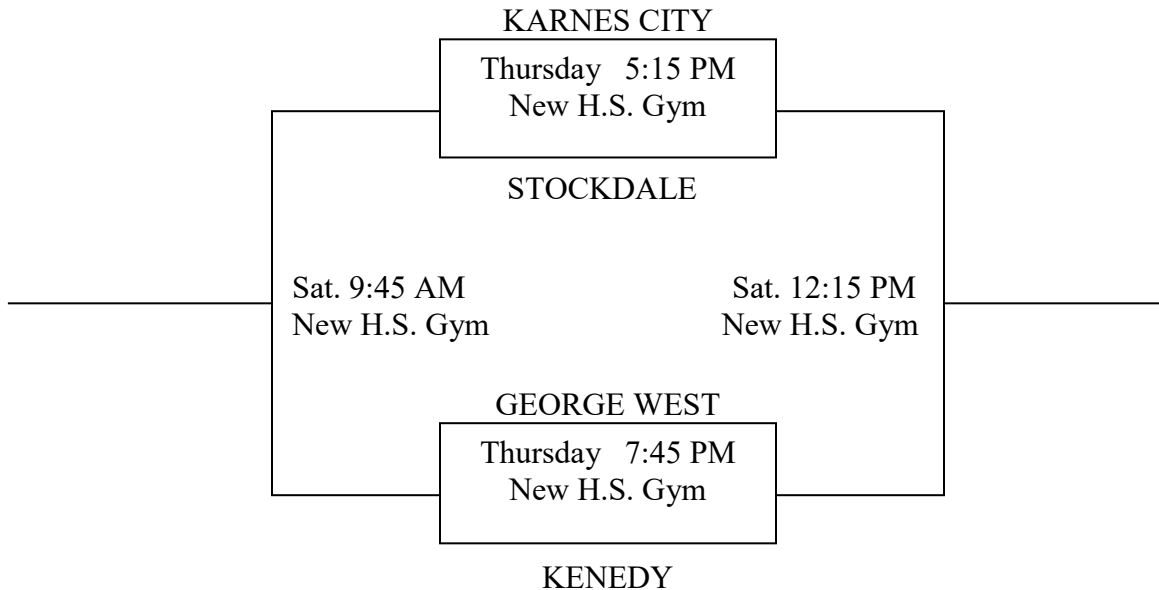 KARNES CITY
Thursday 5:15 PM
New H.S. Gym
STOCKDALE
Sat. 9:45 AM
New H.S. Gym
Sat. 12:15 PM
New H.S. Gym
GEORGE WEST
Thursday 7:45 PM
New H.S. Gym
KENEDY